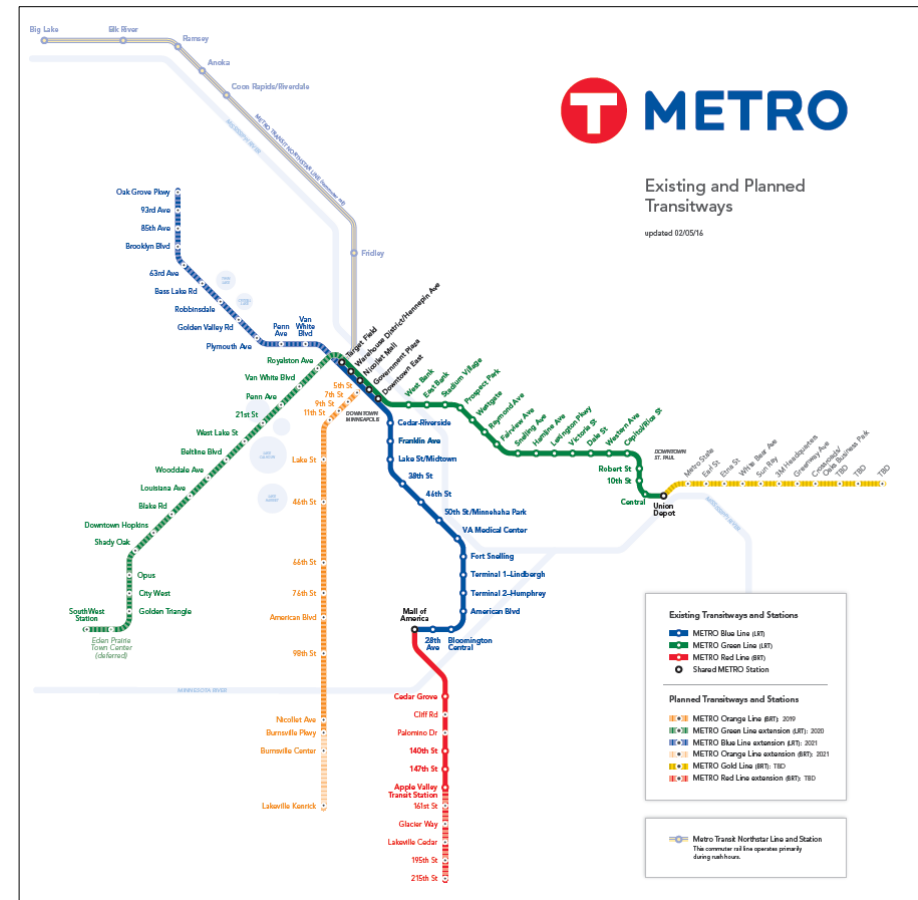 Big Lake
Elk River
Ramsey
Anoka
Coon Rapids/Riverdale
METRO TRANSIT NORTHSTAR LINE
MISSISSIPPI RIVER
Fridley
T METRO
Existing and Planned
Transitways
updated 02/05/16
Oak Grove Pkwy
93rd Ave
85th Ave
Brooklyn Blvd
63rd Ave
Bass Lake Rd
Robbinsdale
Golden Valley Rd
Plymouth Ave
Penn
Ave
Van
White
Blvd
Target Field
Warehouse District/Hennepin Ave
Nicollet Mall
Government Plaza
Downtown East
Royalston Ave
Van White Blvd
Penn Ave
21st St
West Lake St
Beltline Blvd
Wooddale Ave
Louisiana Ave
Blake Rd
Downtown Hopkins
Shady Oak
Opus
City West
Golden Triangle
SouthWest
Station
Eden Prairie
Town Center
(deferred)
5th St
7th St
9th St
11th St
DOWNTOWN
MINNEAPOLIS
Lake St
46th St
66th St
76th St
American Blvd
98th St
Nicollet Ave
Burnsville Pkwy
Burnsville Center
Lakeville Kenrick
West Bank
East Bank
Stadium Village
Prospect Park
Westgate
Raymond Ave
Fairview Ave
Snelling Ave
Hamline Ave
Lexington Pkwy
Victoria St
Dale St
Western Ave
Capitol/Rice St
Robert St
10th St
Central
DOWNTOWN
ST. PAUL
Union
Depot
Metro State
Earl St
Etna St
White Bear Ave
Sun Ray
3M Headquarters
Greenway Ave
Crossroads/
Oaks Business Park
TBD
TBD
TBD
MISSISSIPPI RIVER
Cedar-Riverside
Franklin Ave
Lake St/Midtown
38th St
46th St
50th St/Minnehaha Park
VA Medical Center
Fort Snelling
Terminal 1–Lindbergh
Terminal 2–Humphrey
American Blvd
Bloomington
Central
28th
Ave
Mall of
America
MINNESOTA RIVER
Cedar Grove
Cliff Rd
Palomino Dr
140th St
147th St
Apple Valley
Transit Station
161st St
Glacier Way
Lakeville Cedar
195th St
215th St
Existing Transitways and Stations
METRO Blue Line (LRT)
METRO Green Line (LRT)
METRO Red Line (BRT)
Shared METRO Station
Planned Transitways and Stations
METRO Orange Line (BRT): 2019
METRO Green Line extension (LRT): 2020
METRO Blue Line extension (LRT): 2021
METRO Orange Line extension (BRT): 2021
METRO Gold Line (BRT): TBD
METRO Red Line extension (BRT): TBD
Metro Transit Northstar Line and Station
This commuter rail line operates primarily
during rush hours.